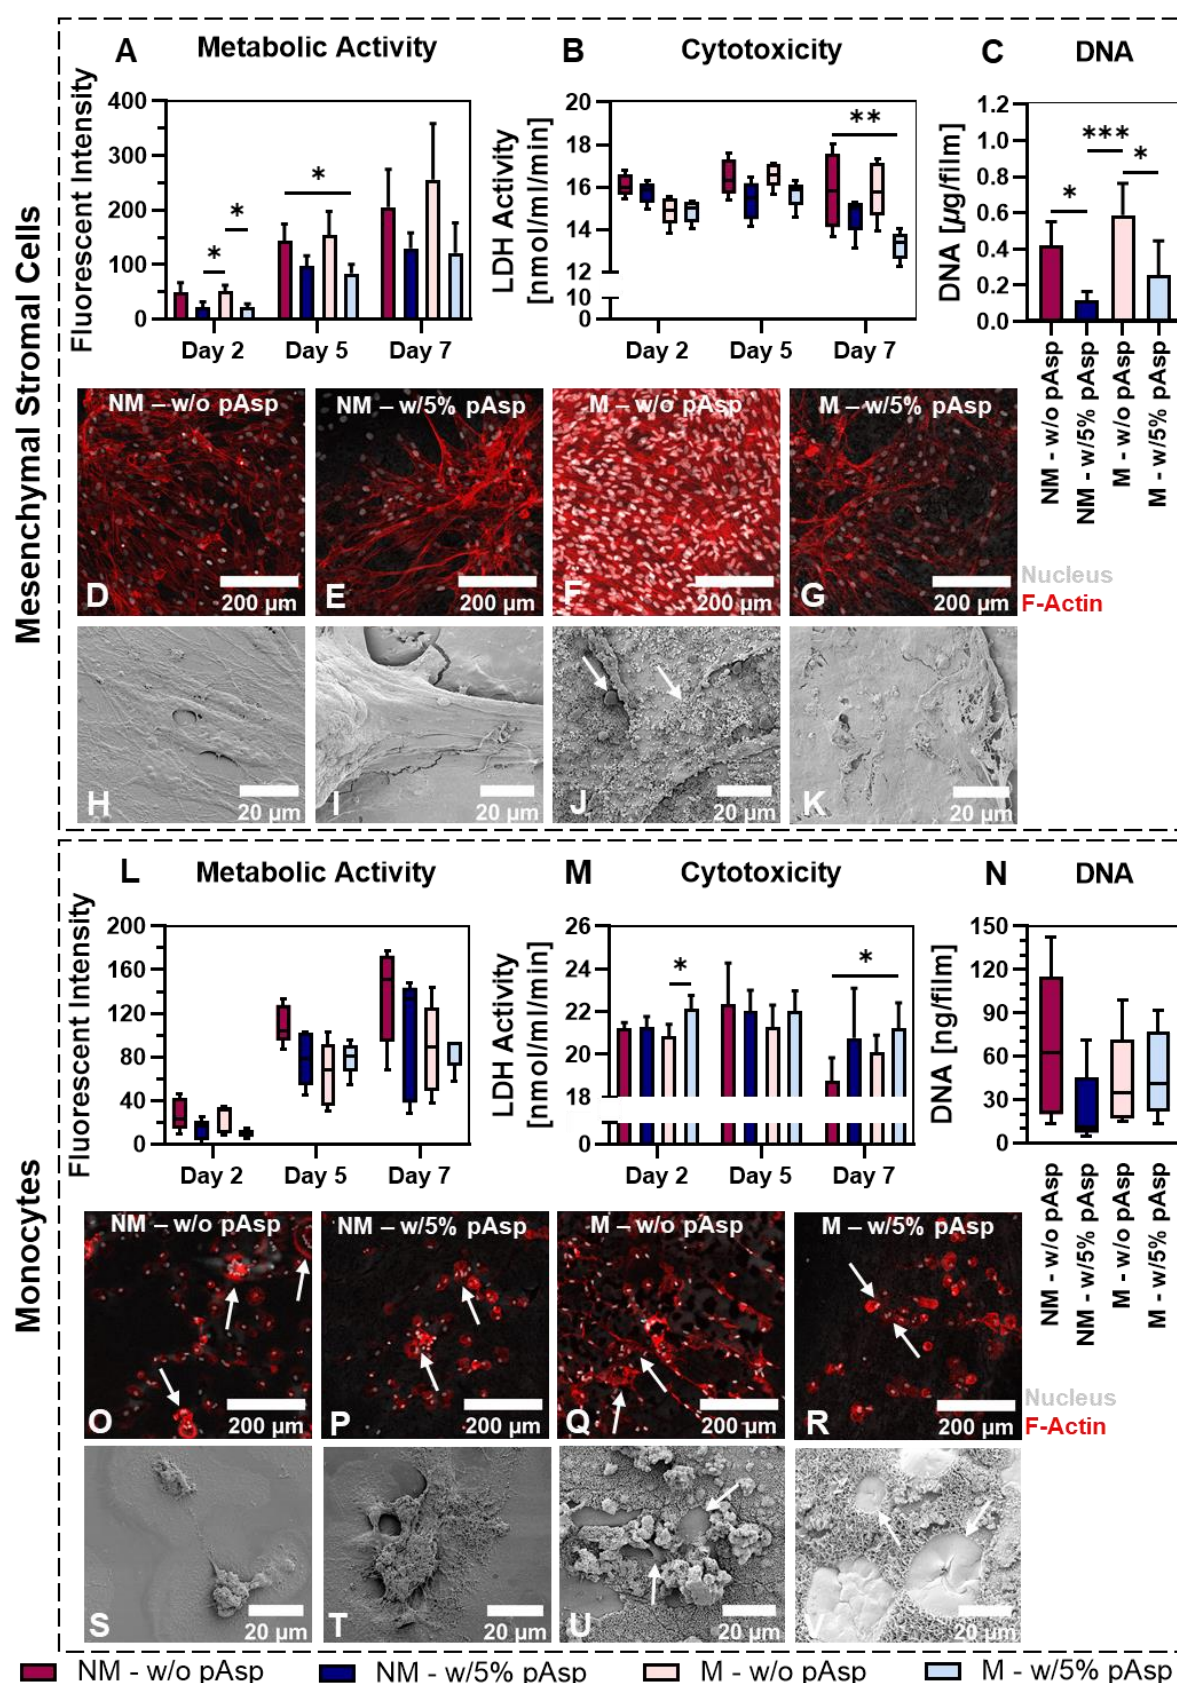 Mesenchymal Stromal Cells
A Metabolic Activity
Fluorescent Intensity
400
300
200
100
0
*
*
*
Day 2 Day 5 Day 7
B Cytotoxicity
LDH Activity
[nmol/ml/min]
20
18
16
14
12
10
0
**
Day 2 Day 5 Day 7
C DNA
DNA [µg/film]
1.2
1.0
0.8
0.6
0.4
0.2
0.0
*
***
*
NM - w/o pAsp
NM - w/5% pAsp
M - w/o pAsp
M - w/5% pAsp
NM – w/o pAsp
D 200 µm
NM – w/5% pAsp
E 200 µm
M – w/o pAsp
F 200 µm
M – w/5% pAsp
G 200 µm
Nucleus
F-Actin
H 20 µm
I 20 µm
J 20 µm
K 20 µm
Monocytes
L Metabolic Activity
Fluorescent Intensity
200
160
120
80
40
0
Day 2 Day 5 Day 7
M Cytotoxicity
LDH Activity
[nmol/ml/min]
26
24
22
20
18
0
*
*
Day 2 Day 5 Day 7
N DNA
DNA [ng/film]
150
120
90
60
30
0
NM - w/o pAsp
NM - w/5% pAsp
M - w/o pAsp
M - w/5% pAsp
NM – w/o pAsp
O 200 µm
NM – w/5% pAsp
P 200 µm
M – w/o pAsp
Q 200 µm
M – w/5% pAsp
R 200 µm
Nucleus
F-Actin
S 20 µm
T 20 µm
U 20 µm
V 20 µm
NM - w/o pAsp NM - w/5% pAsp M - w/o pAsp M - w/5% pAsp